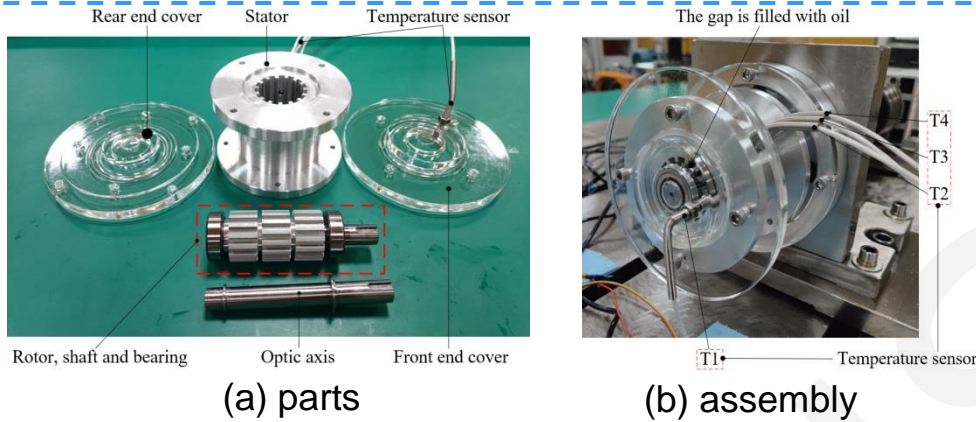 Rear end cover
Stator
Temperature sensor
Rotor, shaft and bearing
Optic axis
Front end cover
(a) parts
The gap is filled with oil
T4
T3
T2
T1
Temperature sensor
(b) assembly